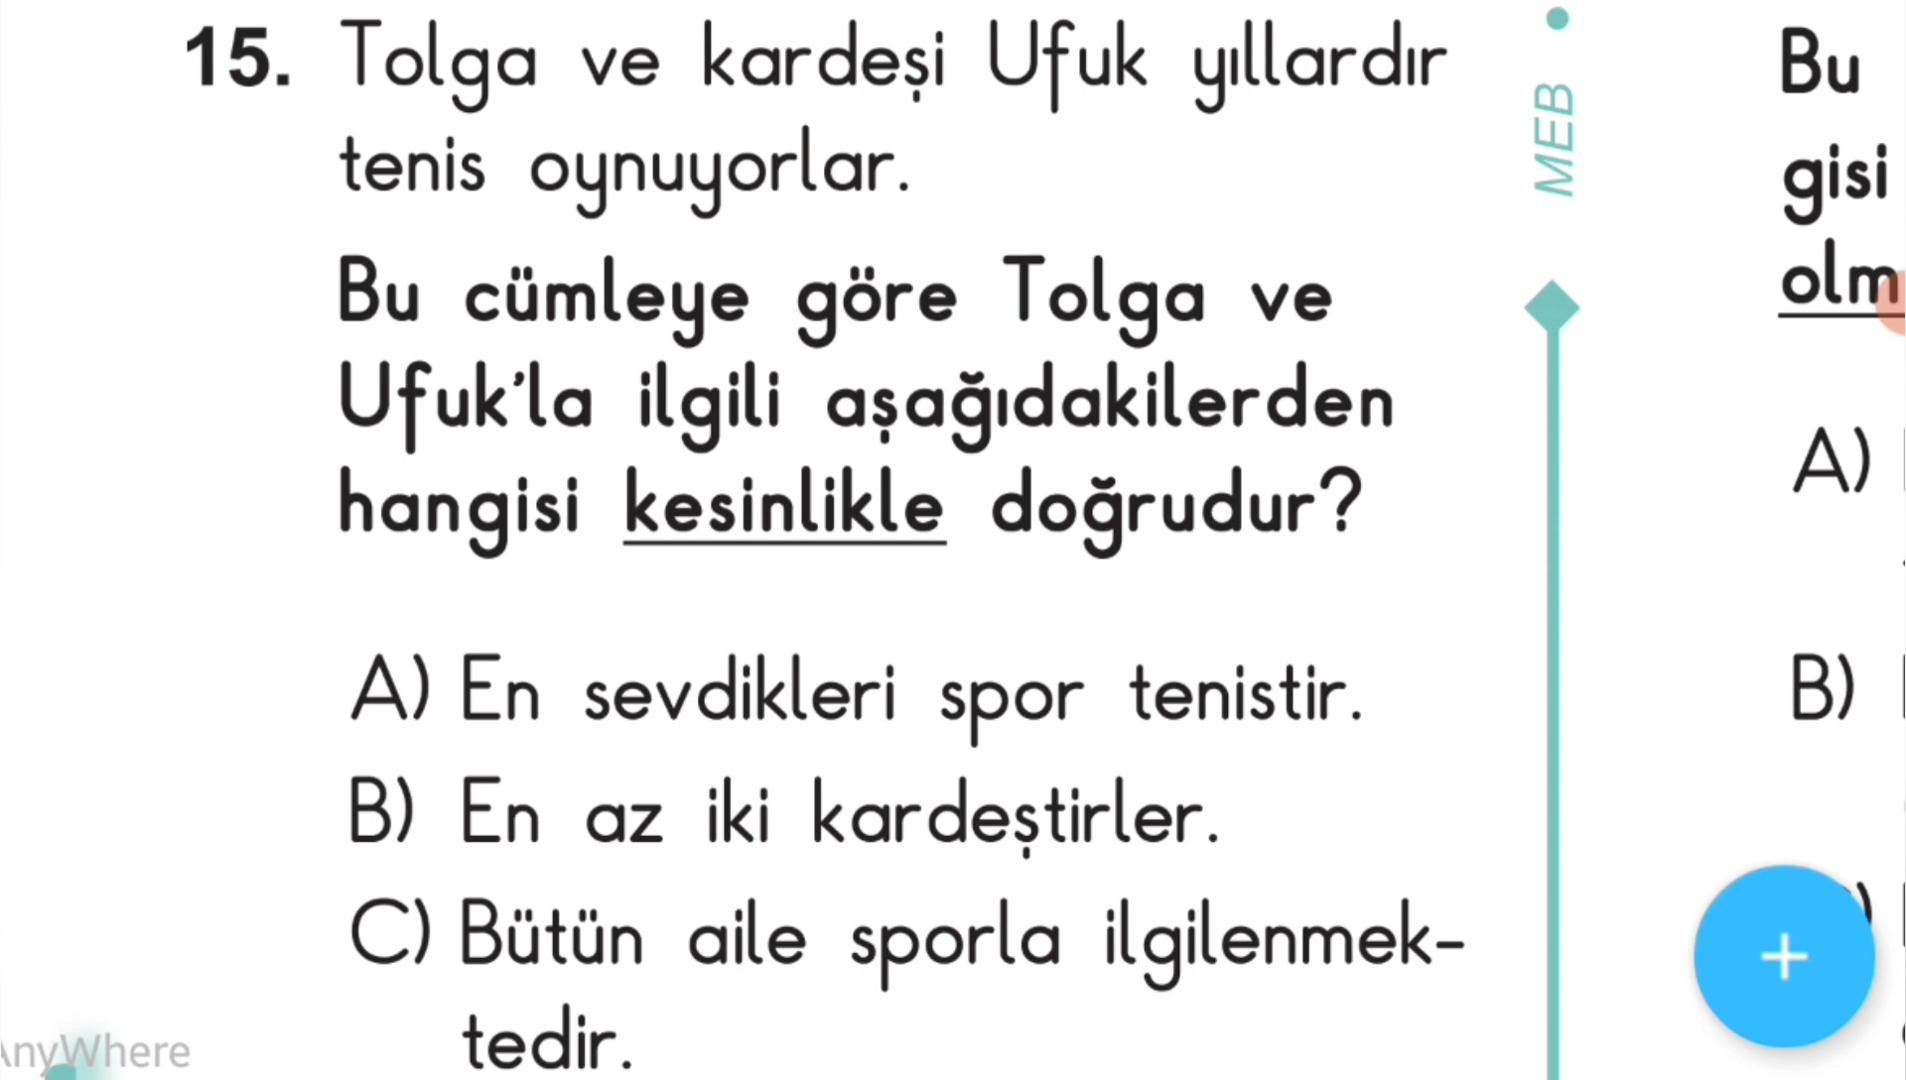 15. Tolga ve kardeşi Ufuk yıllardır
tenis oynuyorlar.
Bu cümleye göre Tolga ve
Ufuk'la ilgili aşağıdakilerden
hangisi kesinlikle doğrudur?
A) En sevdikleri spor tenistir.
B) En az iki kardeştirler.
C) Bütün aile sporla ilgilenmek-
tedir.
MEB
Bu
gisi
olm
A)
B)
)
+
AnyWhere